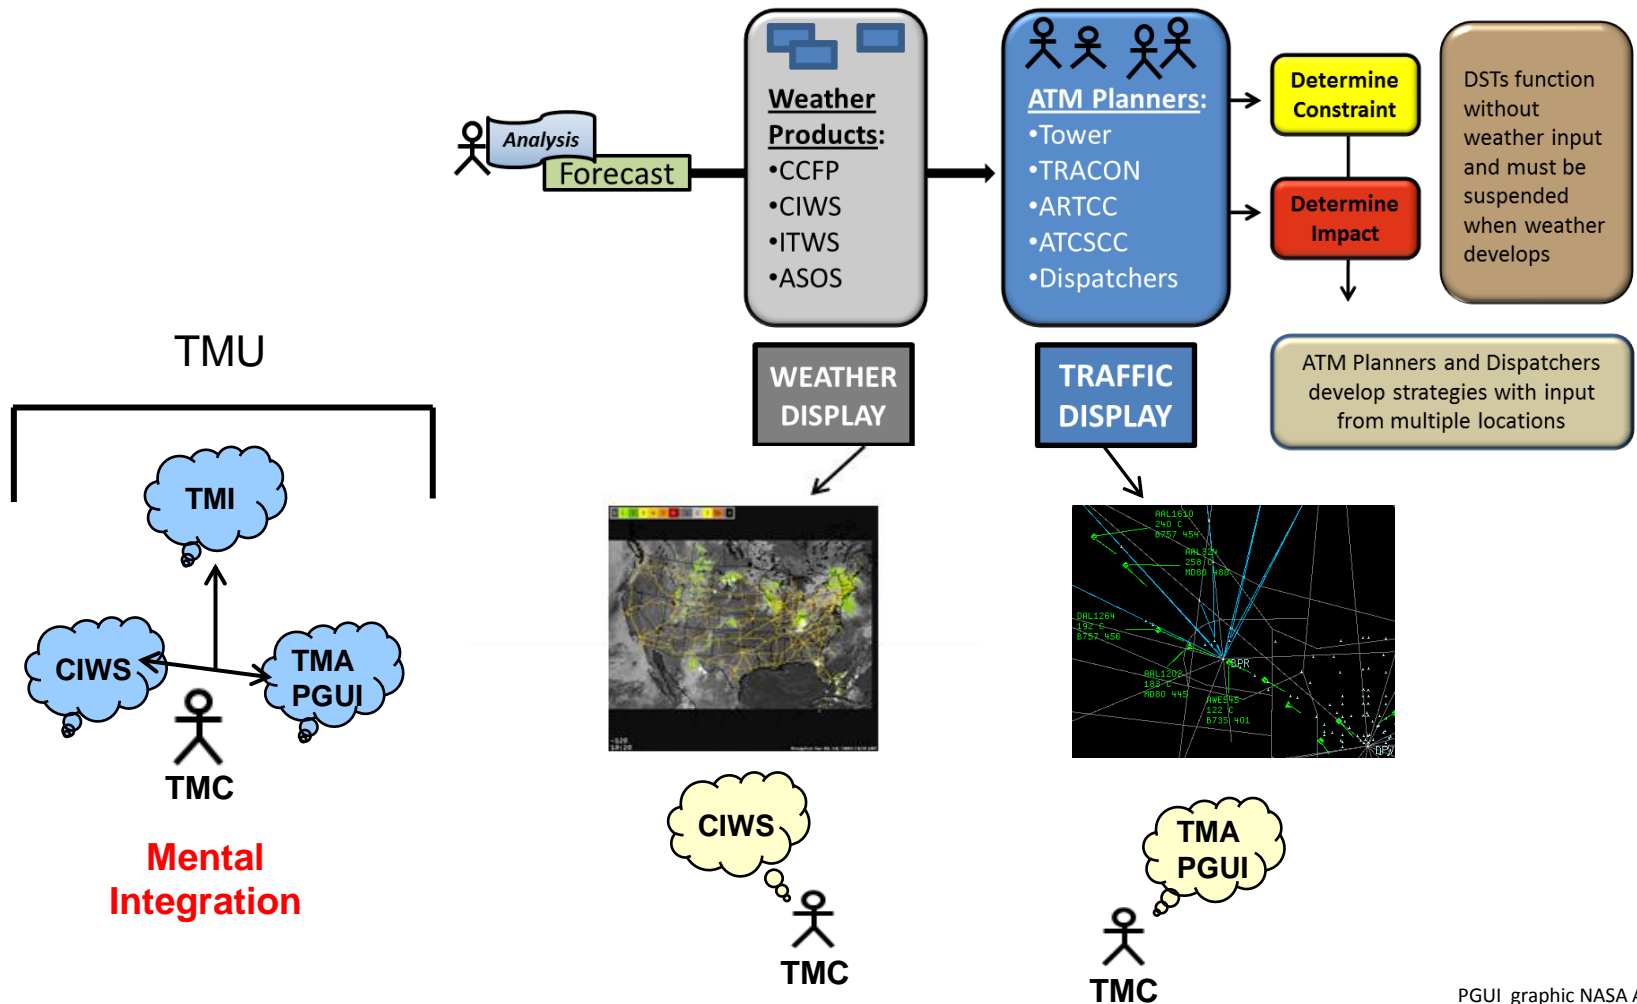 Analysis
Forecast
Weather
Products:
•CCFP
•CIWS
•ITWS
•ASOS
ATM Planners:
•Tower
•TRACON
•ARTCC
•ATCSCC
•Dispatchers
Determine
Constraint
Determine
Impact
DSTs function
without
weather input
and must be
suspended
when weather
develops
ATM Planners and Dispatchers
develop strategies with input
from multiple locations
WEATHER
DISPLAY
TRAFFIC
DISPLAY
TMU
TMI
CIWS
TMA
PGUI
TMC
Mental
Integration
AAL1610
240 C
B757 454
AAL324
258 C
DAL1264
192 C
B757 456
AAL1202
183 C
MD80 445
BPR
122 C
B733 401
CIWS
TMC
TMA
PGUI
TMC
PGUI graphic NASA A